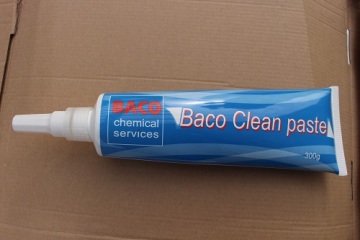 BACO
chemical
services
Baco Clean paste
300g